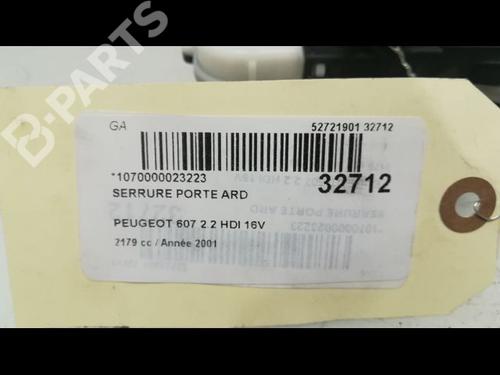 B-PARTS
GA
52721901 32712
*1070000023223
32712
SERRURE PORTE ARD
PEUGEOT 607 2.2 HDI 16V
2179 cc / Année 2001